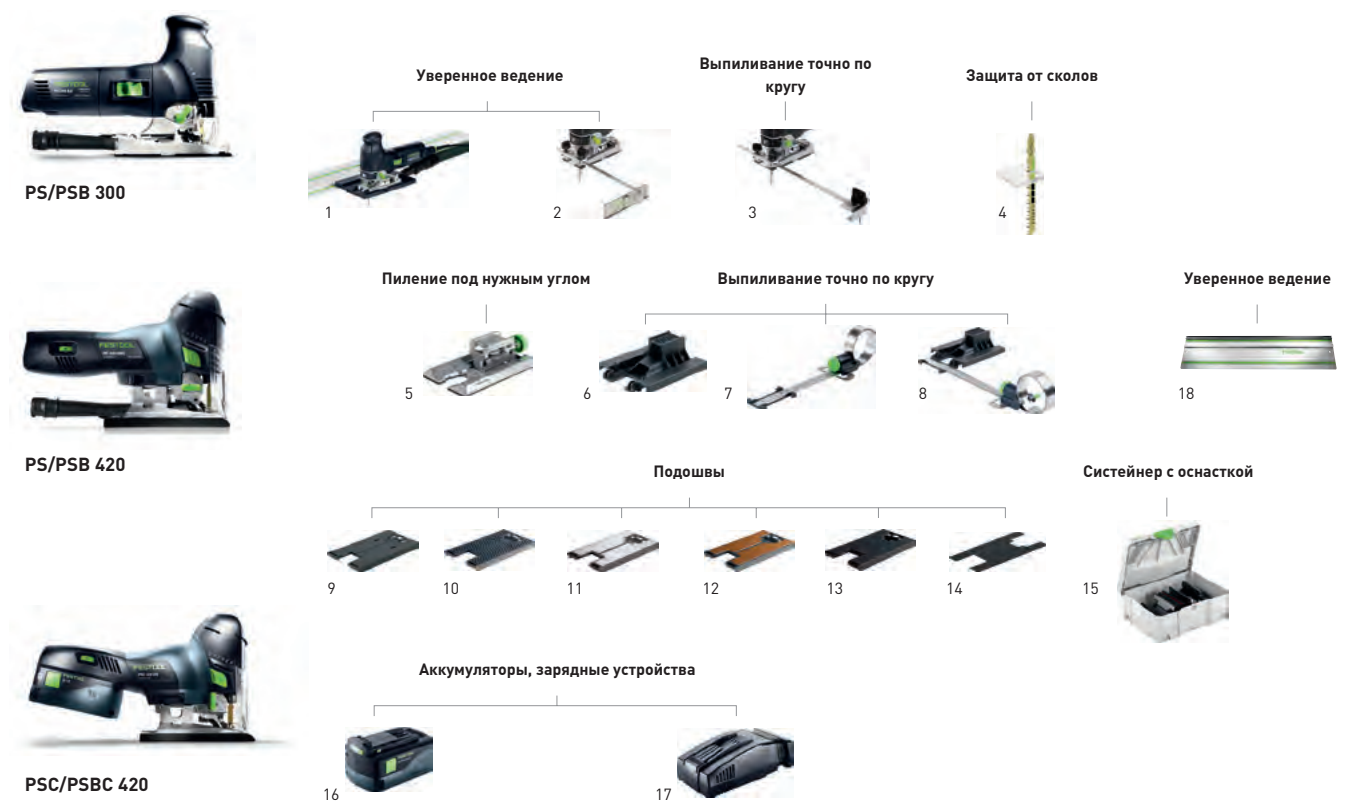 Уверенное ведение
Выпиливание точно по
кругу
Защита от сколов
PS/PSB 300
1
2
3
4
Пиление под нужным углом
Выпиливание точно по кругу
Уверенное ведение
FESTOOL
5
6
7
8
18
PS/PSB 420
Подошвы
Систейнер с оснасткой
9
10
11
12
13
14
15
Аккумуляторы, зарядные устройства
FESTOOL
PSC/PSBC 420
16
17